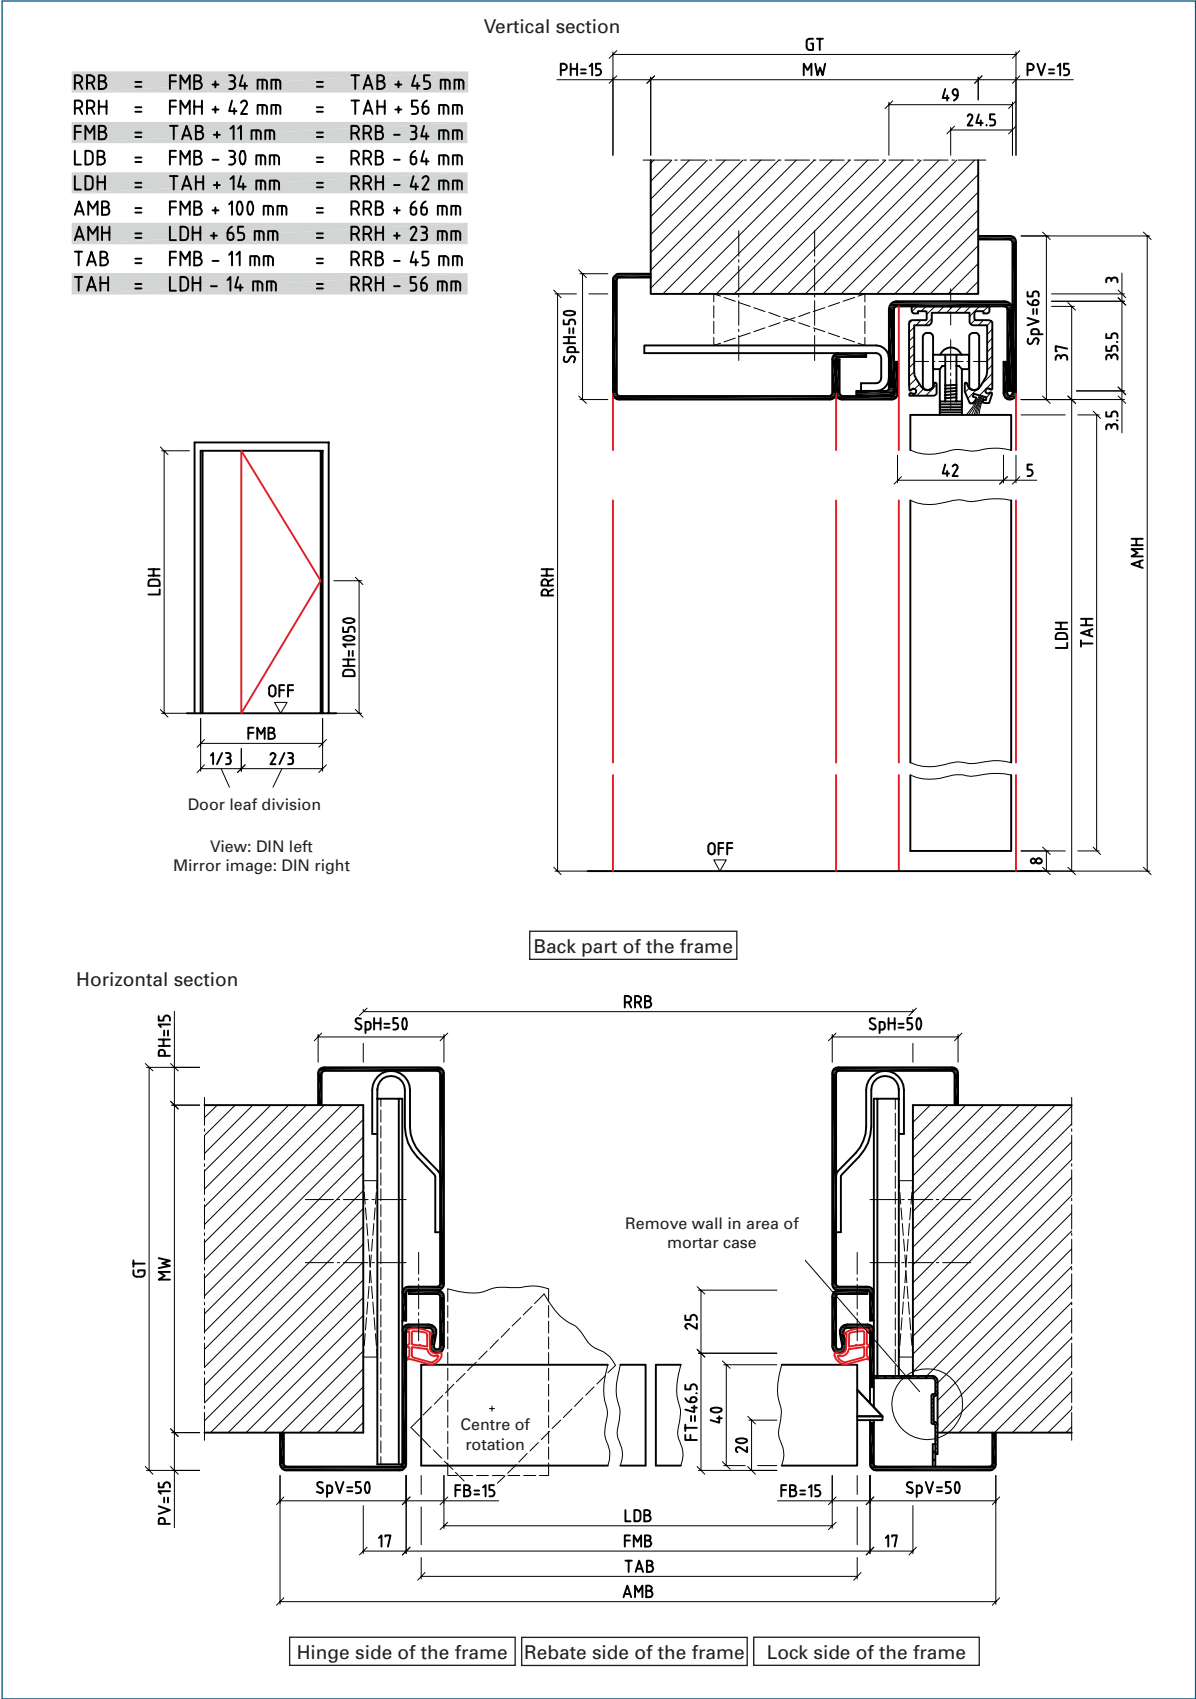 Vertical section
RRB = FMB + 34 mm = TAB + 45 mm
RRH = FMH + 42 mm = TAH + 56 mm
FMB = TAB + 11 mm = RRB - 34 mm
LDB = FMB - 30 mm = RRB - 64 mm
LDH = TAH + 14 mm = RRH - 42 mm
AMB = FMB + 100 mm = RRB + 66 mm
AMH = LDH + 65 mm = RRH + 23 mm
TAB = FMB - 11 mm = RRB - 45 mm
TAH = LDH - 14 mm = RRH - 56 mm
GT
PH=15
MW
PV=15
49
24.5
SpH=50
SpV=65
37
3
35.5
3.5
42
5
RRH
LDH
TAH
AMH
OFF
8
LDH
DH=1050
OFF
FMB
1/3
2/3
Door leaf division
View: DIN left
Mirror image: DIN right
Back part of the frame
Horizontal section
RRB
SpH=50
SpH=50
PH=15
GT
MW
PV=15
Remove wall in area of
mortar case
25
FT=46.5
40
20
+
Centre of
rotation
SpV=50
FB=15
FB=15
SpV=50
LDB
17
FMB
17
TAB
AMB
Hinge side of the frame
Rebate side of the frame
Lock side of the frame